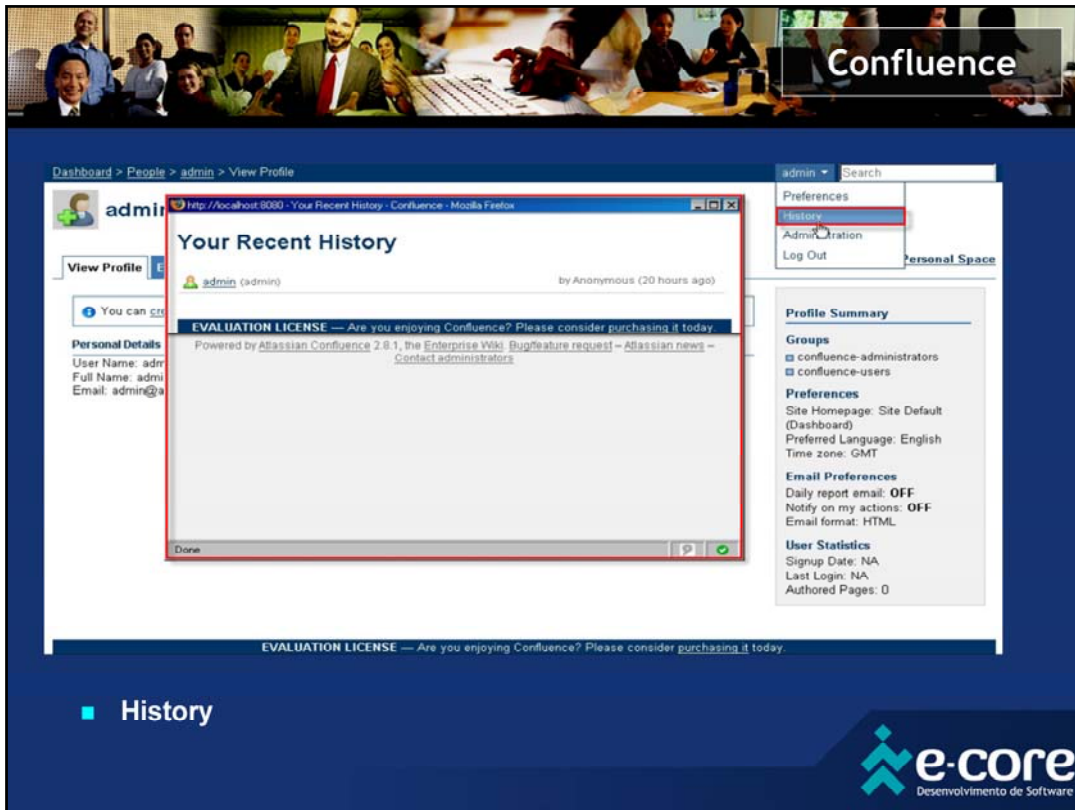 Confluence
Dashboard > People > admin > View Profile
admin
Search
Preferences
History
Administration
Log Out
Personal Space
View Profile
http://localhost:8080 - Your Recent History - Confluence - Mozilla Firefox
Your Recent History
admin (admin)
by Anonymous (20 hours ago)
EVALUATION LICENSE — Are you enjoying Confluence? Please consider purchasing it today.
Powered by Atlassian Confluence 2.8.1, the Enterprise Wiki. Bug/feature request – Atlassian news –
Contact administrators
Done
You can
Personal Details
User Name:
Full Name: admi
Email: admin@a
Profile Summary
Groups
confluence-administrators
confluence-users
Preferences
Site Homepage: Site Default
(Dashboard)
Preferred Language: English
Time zone: GMT
Email Preferences
Daily report email: OFF
Notify on my actions: OFF
Email format: HTML
User Statistics
Signup Date: NA
Last Login: NA
Authored Pages: 0
EVALUATION LICENSE — Are you enjoying Confluence? Please consider purchasing it today.
History
e-core
Desenvolvimento de Software